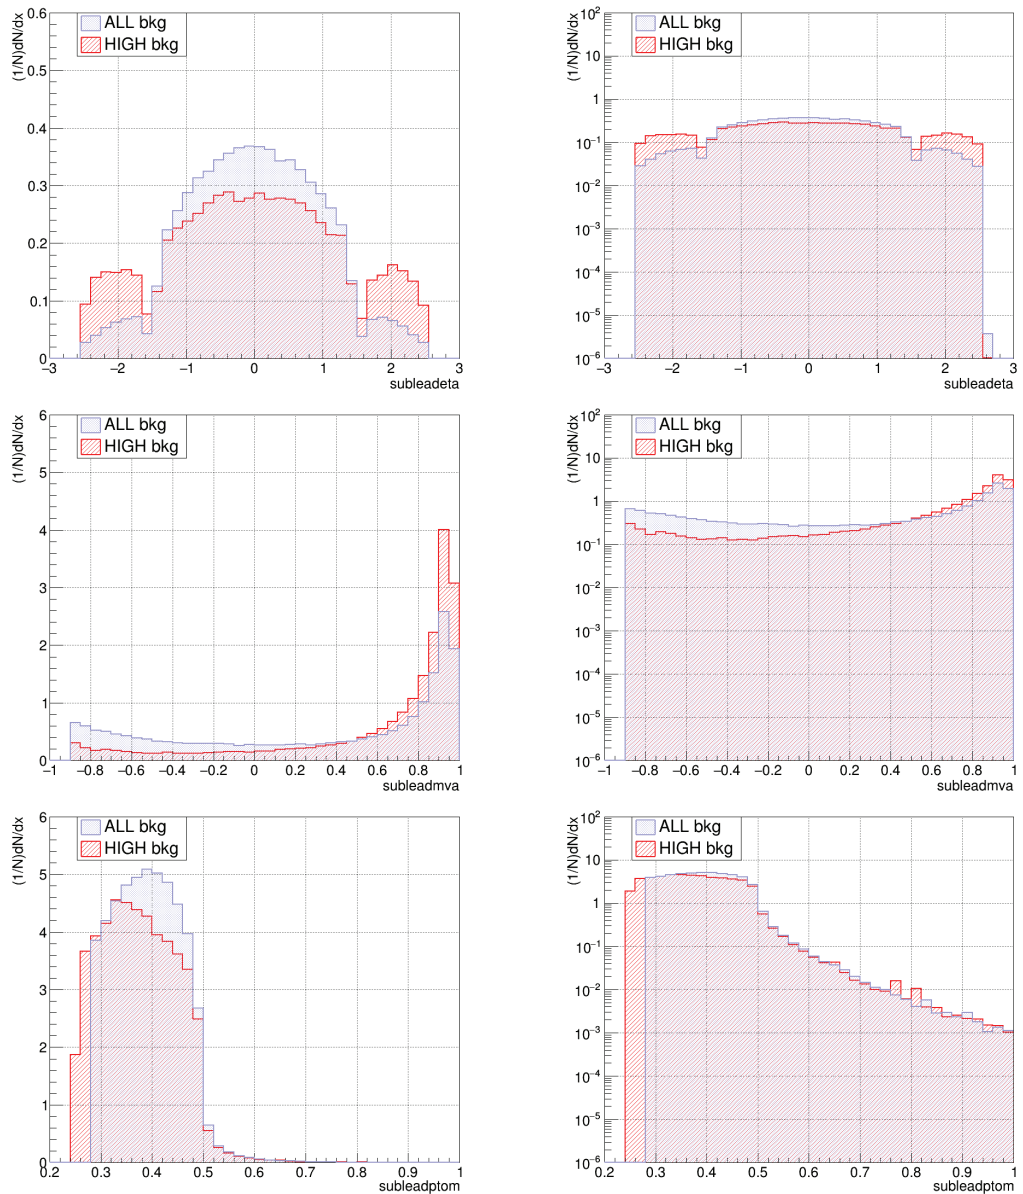 (1/N)dN/dx
ALL bkg
HIGH bkg
0.6
0.5
0.4
0.3
0.2
0.1
0
−3 −2 −1 0 1 2 3
subleadeta
(1/N)dN/dx
ALL bkg
HIGH bkg
10²
10
1
10⁻¹
10⁻²
10⁻³
10⁻⁴
10⁻⁵
10⁻⁶
−3 −2 −1 0 1 2 3
subleadeta
(1/N)dN/dx
ALL bkg
HIGH bkg
6
5
4
3
2
1
0
−1 −0.8 −0.6 −0.4 −0.2 0 0.2 0.4 0.6 0.8 1
subleadmva
(1/N)dN/dx
ALL bkg
HIGH bkg
10²
10
1
10⁻¹
10⁻²
10⁻³
10⁻⁴
10⁻⁵
10⁻⁶
−1 −0.8 −0.6 −0.4 −0.2 0 0.2 0.4 0.6 0.8 1
subleadmva
(1/N)dN/dx
ALL bkg
HIGH bkg
6
5
4
3
2
1
0
0.2 0.3 0.4 0.5 0.6 0.7 0.8 0.9 1
subleadptom
(1/N)dN/dx
ALL bkg
HIGH bkg
10²
10
1
10⁻¹
10⁻²
10⁻³
10⁻⁴
10⁻⁵
10⁻⁶
0.2 0.3 0.4 0.5 0.6 0.7 0.8 0.9 1
subleadptom